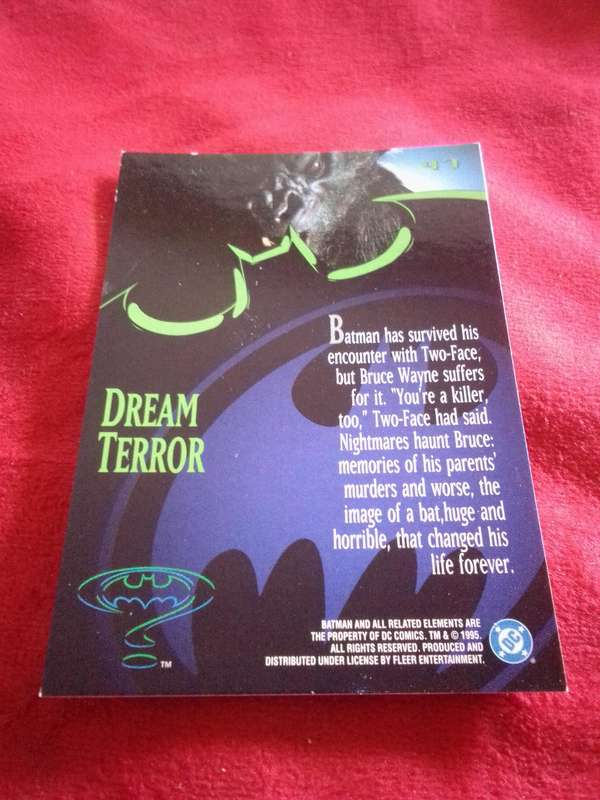 DREAM
TERROR
Batman has survived his
encounter with Two-Face,
but Bruce Wayne suffers
for it. "You're a killer,
too," Two-Face had said.
Nightmares haunt Bruce:
memories of his parents'
murders and worse, the
image of a bat,huge and
horrible, that changed his
life forever.
TM
BATMAN AND ALL RELATED ELEMENTS ARE
THE PROPERTY OF DC COMICS. TM & © 1995.
ALL RIGHTS RESERVED. PRODUCED AND
DISTRIBUTED UNDER LICENSE BY FLEER ENTERTAINMENT.
DC